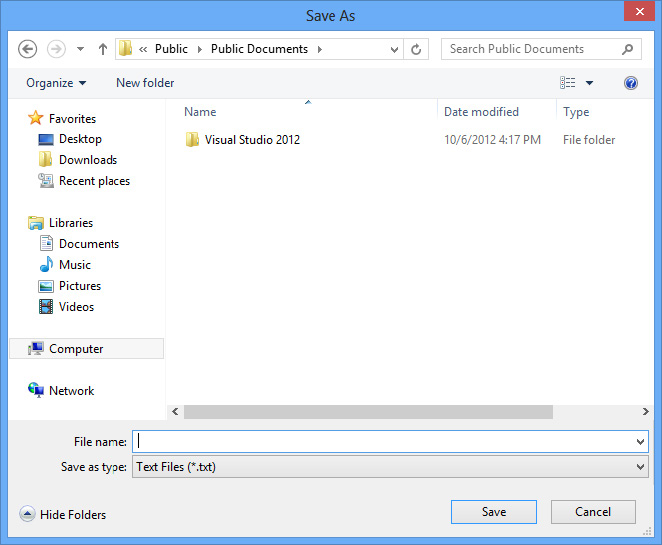 Save As
« Public Public Documents
Search Public Documents
Organize New folder
Name Date modified Type
Visual Studio 2012 10/6/2012 4:17 PM File folder
Favorites
Desktop
Downloads
Recent places
Libraries
Documents
Music
Pictures
Videos
Computer
Network
File name:
Save as type: Text Files (*.txt)
Hide Folders
Save Cancel